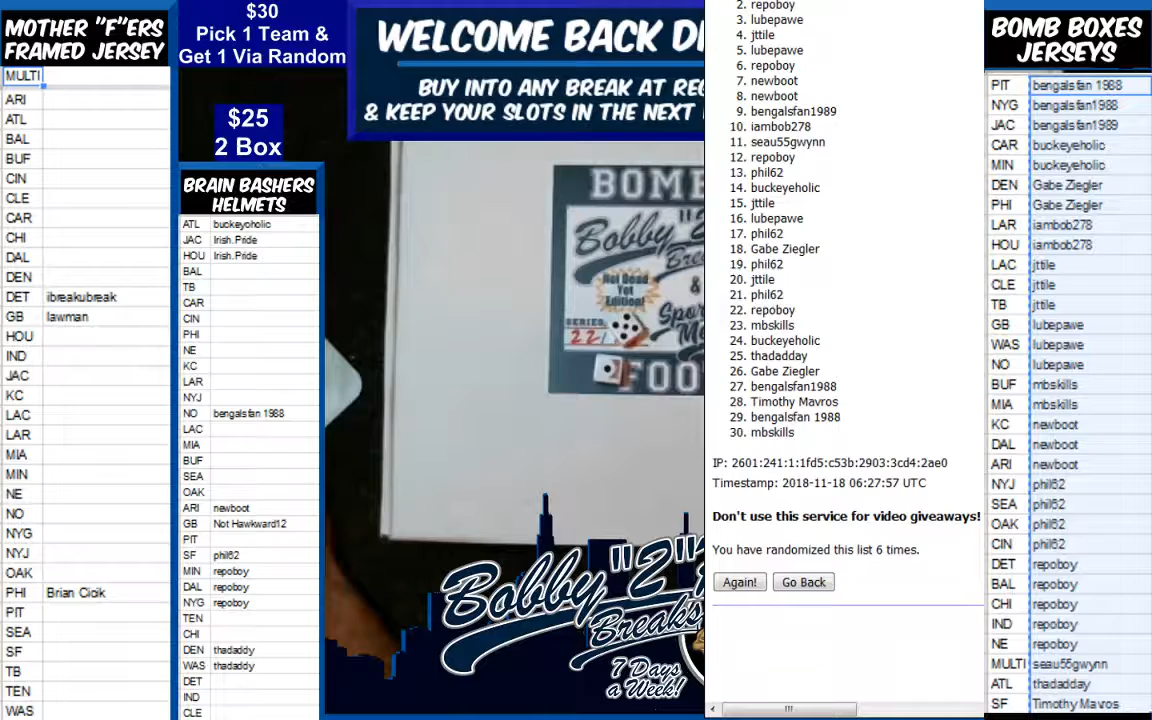 MOTHER "F"ERS
FRAMED JERSEY
MULTI
ARI
ATL
BAL
BUF
CIN
CLE
CAR
CHI
DAL
DEN
DET ibreakubreak
GB lawman
HOU
IND
JAC
KC
LAC
LAR
MIA
MIN
NE
NO
NYG
NYJ
OAK
PHI Brian Cicik
PIT
SEA
SF
TB
TEN
WAS
$30
Pick 1 Team &
Get 1 Via Random
$25
2 Box
BRAIN BASHERS
HELMETS
ATL buckeyoholic
JAC Irish.Pride
HOU Irish.Pride
BAL
TB
CAR
CIN
PHI
NE
KC
LAR
NYJ
NO bengalsfan 1988
LAC
MIA
BUF
SEA
OAK
ARI newboot
GB Not Hawkward12
PIT
SF phil62
MIN repoboy
DAL repoboy
NYG repoboy
TEN
CHI
DEN thadaddy
WAS thadaddy
DET
IND
CLE
WELCOME BACK
BUY INTO ANY BREAK AT
& KEEP YOUR SLOTS IN THE NEXT
BOMB
Bobby "2"
Not Dead
Yet
Edition!
&
SERIES
22
FOO
Bobby "2"
Breaks
7 Days
a Week!
2. repoboy
3. lubepawe
4. jttile
5. lubepawe
6. repoboy
7. newboot
8. newboot
9. bengalsfan1989
10. iambob278
11. seau55gwynn
12. repoboy
13. phil62
14. buckeyeholic
15. jttile
16. lubepawe
17. phil62
18. Gabe Ziegler
19. phil62
20. jttile
21. phil62
22. repoboy
23. mbskills
24. buckeyeholic
25. thadadday
26. Gabe Ziegler
27. bengalsfan1988
28. Timothy Mavros
29. bengalsfan 1988
30. mbskills
IP: 2601:241:1:1fd5:c53b:2903:3cd4:2ae0
Timestamp: 2018-11-18 06:27:57 UTC
Don't use this service for video giveaways!
You have randomized this list 6 times.
Again! Go Back
BOMB BOXES
JERSEYS
PIT bengalsfan 1988
NYG bengalsfan1988
JAC bengalsfan1989
CAR buckeyeholic
MIN buckeyeholic
DEN Gabe Ziegler
PHI Gabe Ziegler
LAR iambob278
HOU iambob278
LAC jttile
CLE jttile
TB jttile
GB lubepawe
WAS lubepawe
NO lubepawe
BUF mbskills
MIA mbskills
KC newboot
DAL newboot
ARI newboot
NYJ phil62
SEA phil62
OAK phil62
CIN phil62
DET repoboy
BAL repoboy
CHI repoboy
IND repoboy
NE repoboy
MULTI seau55gwynn
ATL thadadday
SF Timothy Mavros